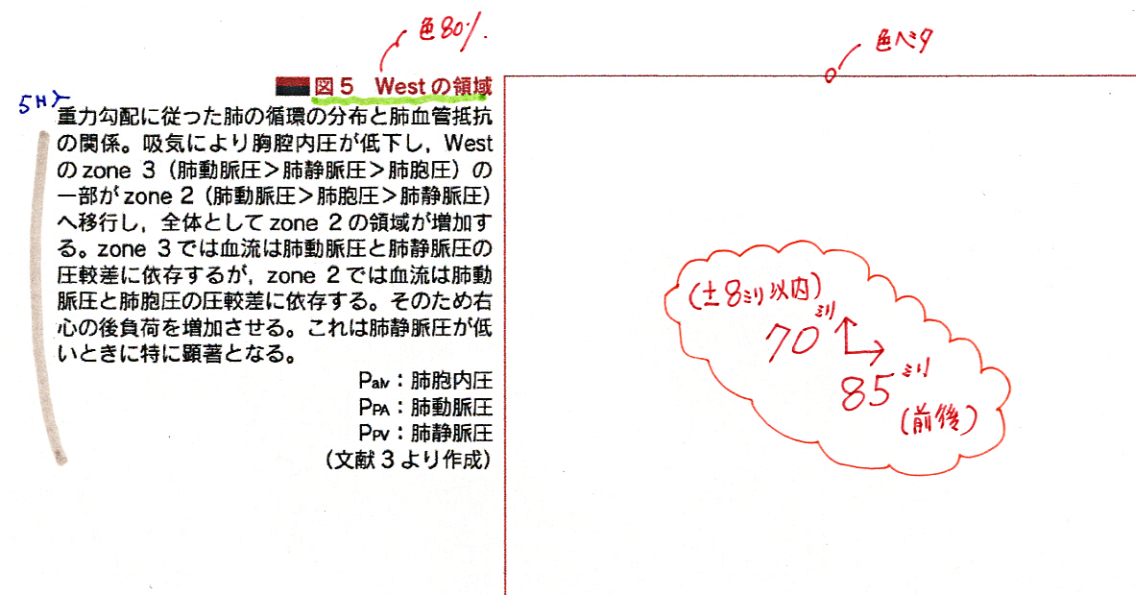 色80%.
色ベタ
図5 Westの領域
5H
重力勾配に従った肺の循環の分布と肺血管抵抗
の関係。吸気により胸腔内圧が低下し，West
のzone 3（肺動脈圧＞肺静脈圧＞肺胞圧）の
一部がzone 2（肺動脈圧＞肺胞圧＞肺静脈圧）
へ移行し，全体としてzone 2の領域が増加す
る。zone 3では血流は肺動脈圧と肺静脈圧の
圧較差に依存するが，zone 2では血流は肺動
脈圧と肺胞圧の圧較差に依存する。そのため右
心の後負荷を増加させる。これは肺静脈圧が低
いときに特に顕著となる。
Palv：肺胞内圧
PPA：肺動脈圧
PPV：肺静脈圧
（文献3より作成）
(±8ミリ以内)
70ミリ
85ミリ
(前後)